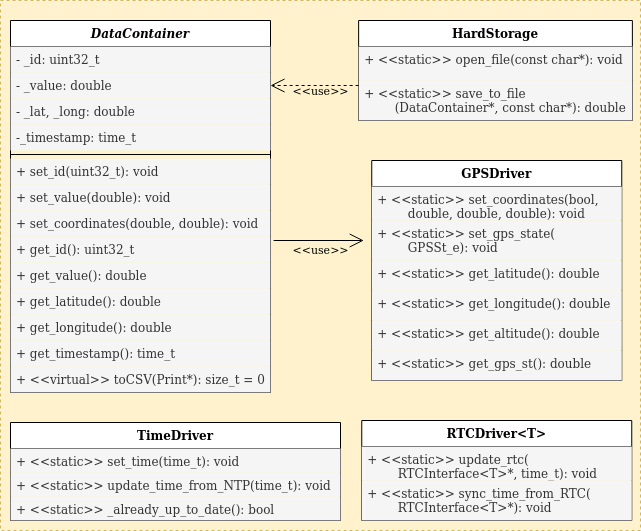 DataContainer
- _id: uint32_t
- _value: double
- _lat, _long: double
-_timestamp: time_t
+ set_id(uint32_t): void
+ set_value(double): void
+ set_coordinates(double, double): void
+ get_id(): uint32_t
+ get_value(): double
+ get_latitude(): double
+ get_longitude(): double
+ get_timestamp(): time_t
+ <<virtual>> toCSV(Print*): size_t = 0
<<use>>
<<use>>
HardStorage
+ <<static>> open_file(const char*): void
+ <<static>> save_to_file
(DataContainer*, const char*): double
GPSDriver
+ <<static>> set_coordinates(bool,
double, double, double): void
+ <<static>> set_gps_state(
GPSSt_e): void
+ <<static>> get_latitude(): double
+ <<static>> get_longitude(): double
+ <<static>> get_altitude(): double
+ <<static>> get_gps_st(): double
TimeDriver
+ <<static>> set_time(time_t): void
+ <<static>> update_time_from_NTP(time_t): void
+ <<static>> _already_up_to_date(): bool
RTCDriver<T>
+ <<static>> update_rtc(
RTCInterface<T>*, time_t): void
+ <<static>> sync_time_from_RTC(
RTCInterface<T>*): void